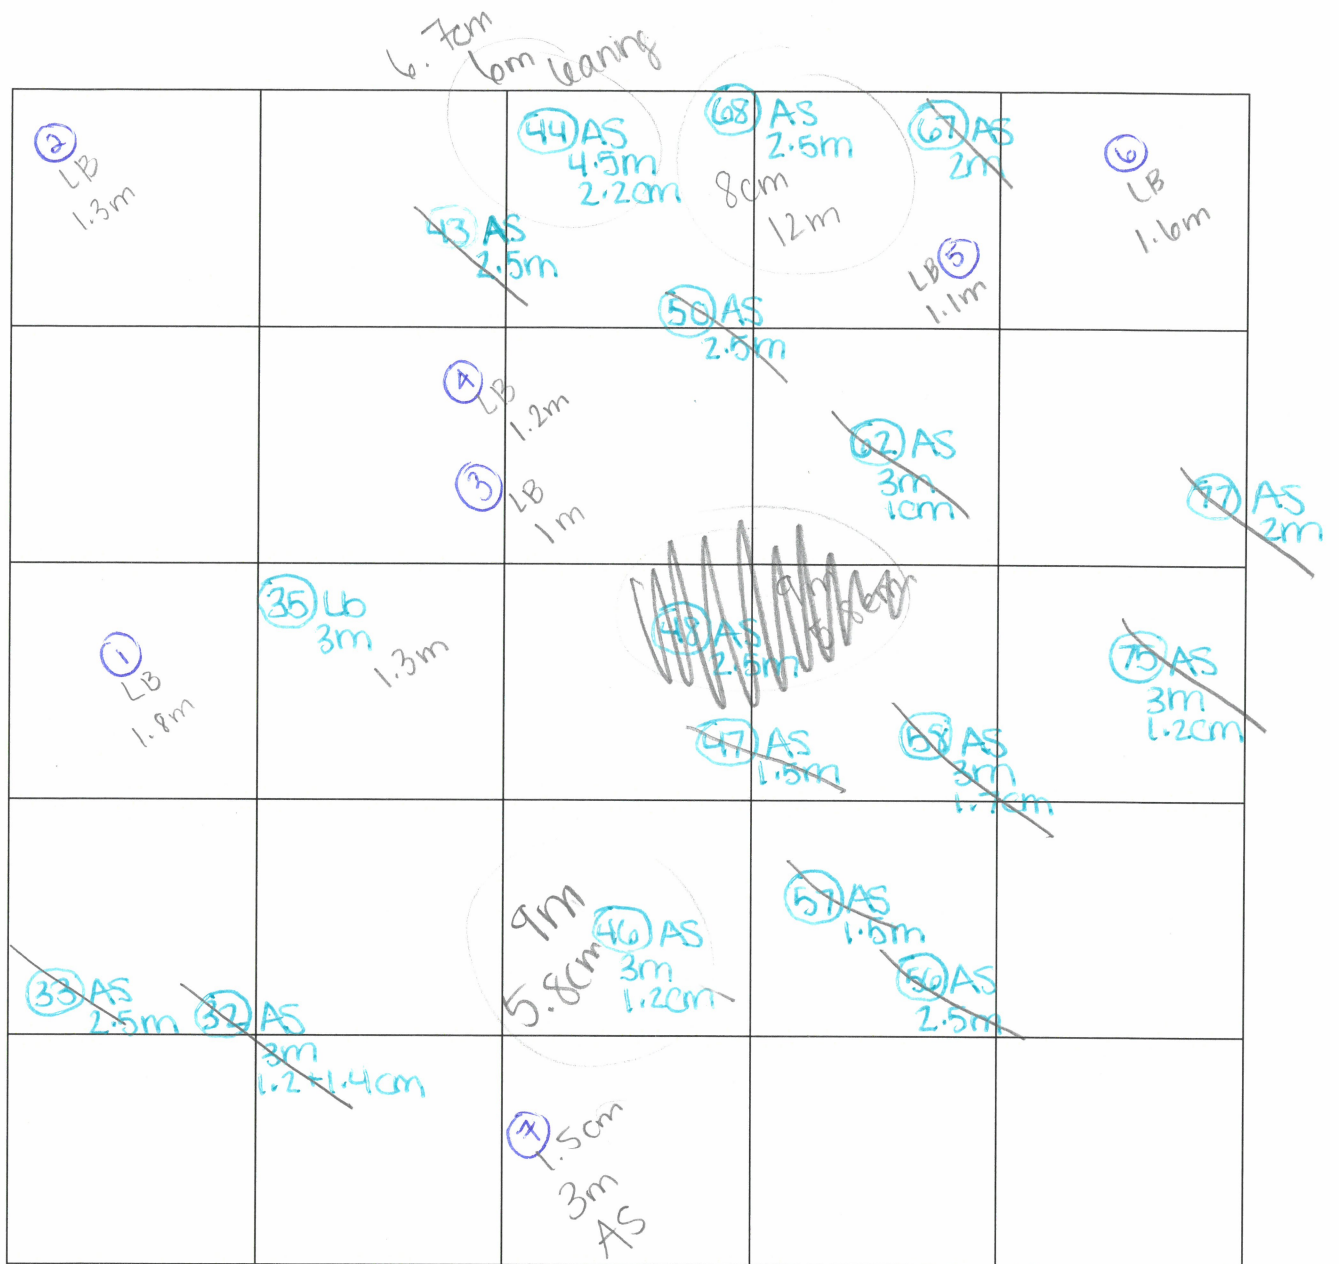 6.7cm
6m leaning
44 AS
4.5m
2.2cm
68 AS
2.5m
8cm
12m
67 AS
2m
6
LB
1.6m
2
LB
1.3m
43 AS
2.5m
LB 5
1.1m
50 AS
2.5m
4
LB
1.2m
3
LB
1m
62 AS
3m
1cm
77 AS
2m
35 Lb
3m
1.3m
1
LB
1.8m
9m
48 AS
2.5m
75 AS
3m
1.2cm
47 AS
1.5m
58 AS
3m
1.7cm
9m
5.8cm
46 AS
3m
1.2cm
57 AS
1.5m
56 AS
2.5m
33 AS
2.5m
32 AS
3m
1.2+1.4cm
7
1.5cm
3m
AS